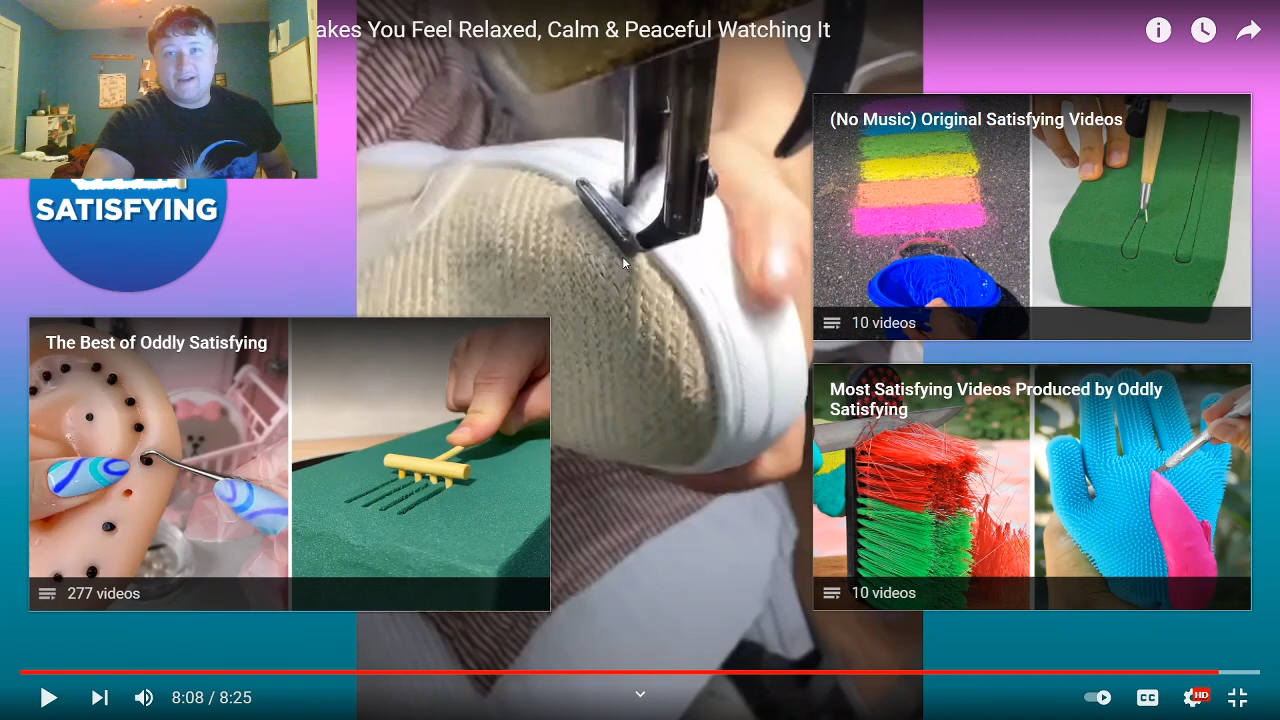 akes You Feel Relaxed, Calm & Peaceful Watching It
SATISFYING
(No Music) Original Satisfying Videos
10 videos
The Best of Oddly Satisfying
277 videos
Most Satisfying Videos Produced by Oddly
Satisfying
10 videos
8:08 / 8:25
CC
HD